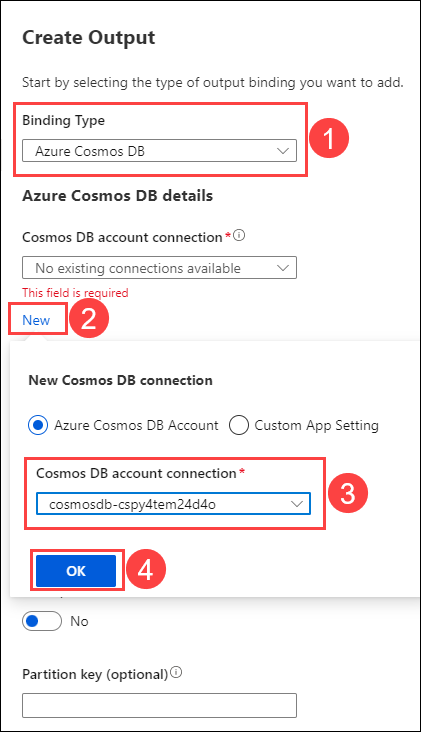 Create Output
Start by selecting the type of output binding you want to add.
Binding Type
Azure Cosmos DB
1
Azure Cosmos DB details
Cosmos DB account connection*
No existing connections available
This field is required
New
2
New Cosmos DB connection
Azure Cosmos DB Account
Custom App Setting
Cosmos DB account connection*
cosmosdb-cspy4tem24d4o
3
OK
4
No
Partition key (optional)